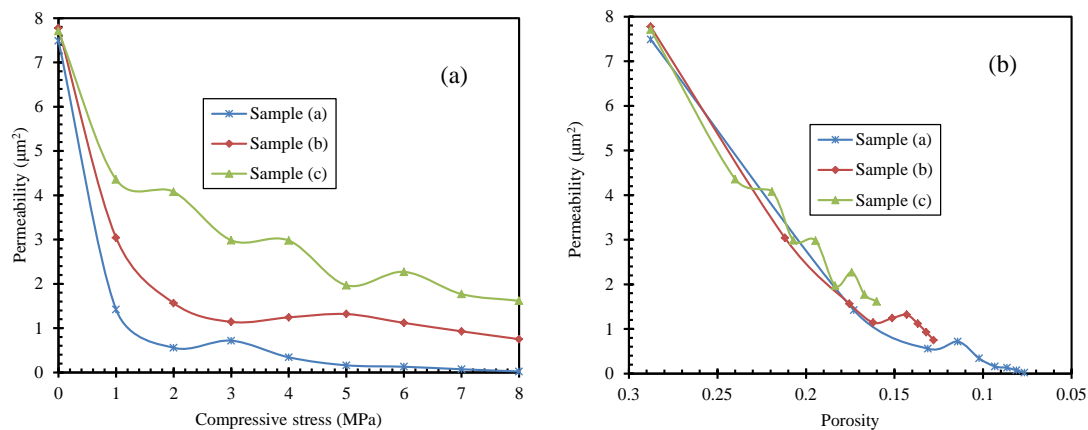 8
7
6
5
4
3
2
1
0
Permeability (μm²)
(a)
Sample (a)
Sample (b)
Sample (c)
0 1 2 3 4 5 6 7 8
Compressive stress (MPa)
8
7
6
5
4
3
2
1
0
Permeability (μm²)
(b)
Sample (a)
Sample (b)
Sample (c)
0.3 0.25 0.2 0.15 0.1 0.05
Porosity